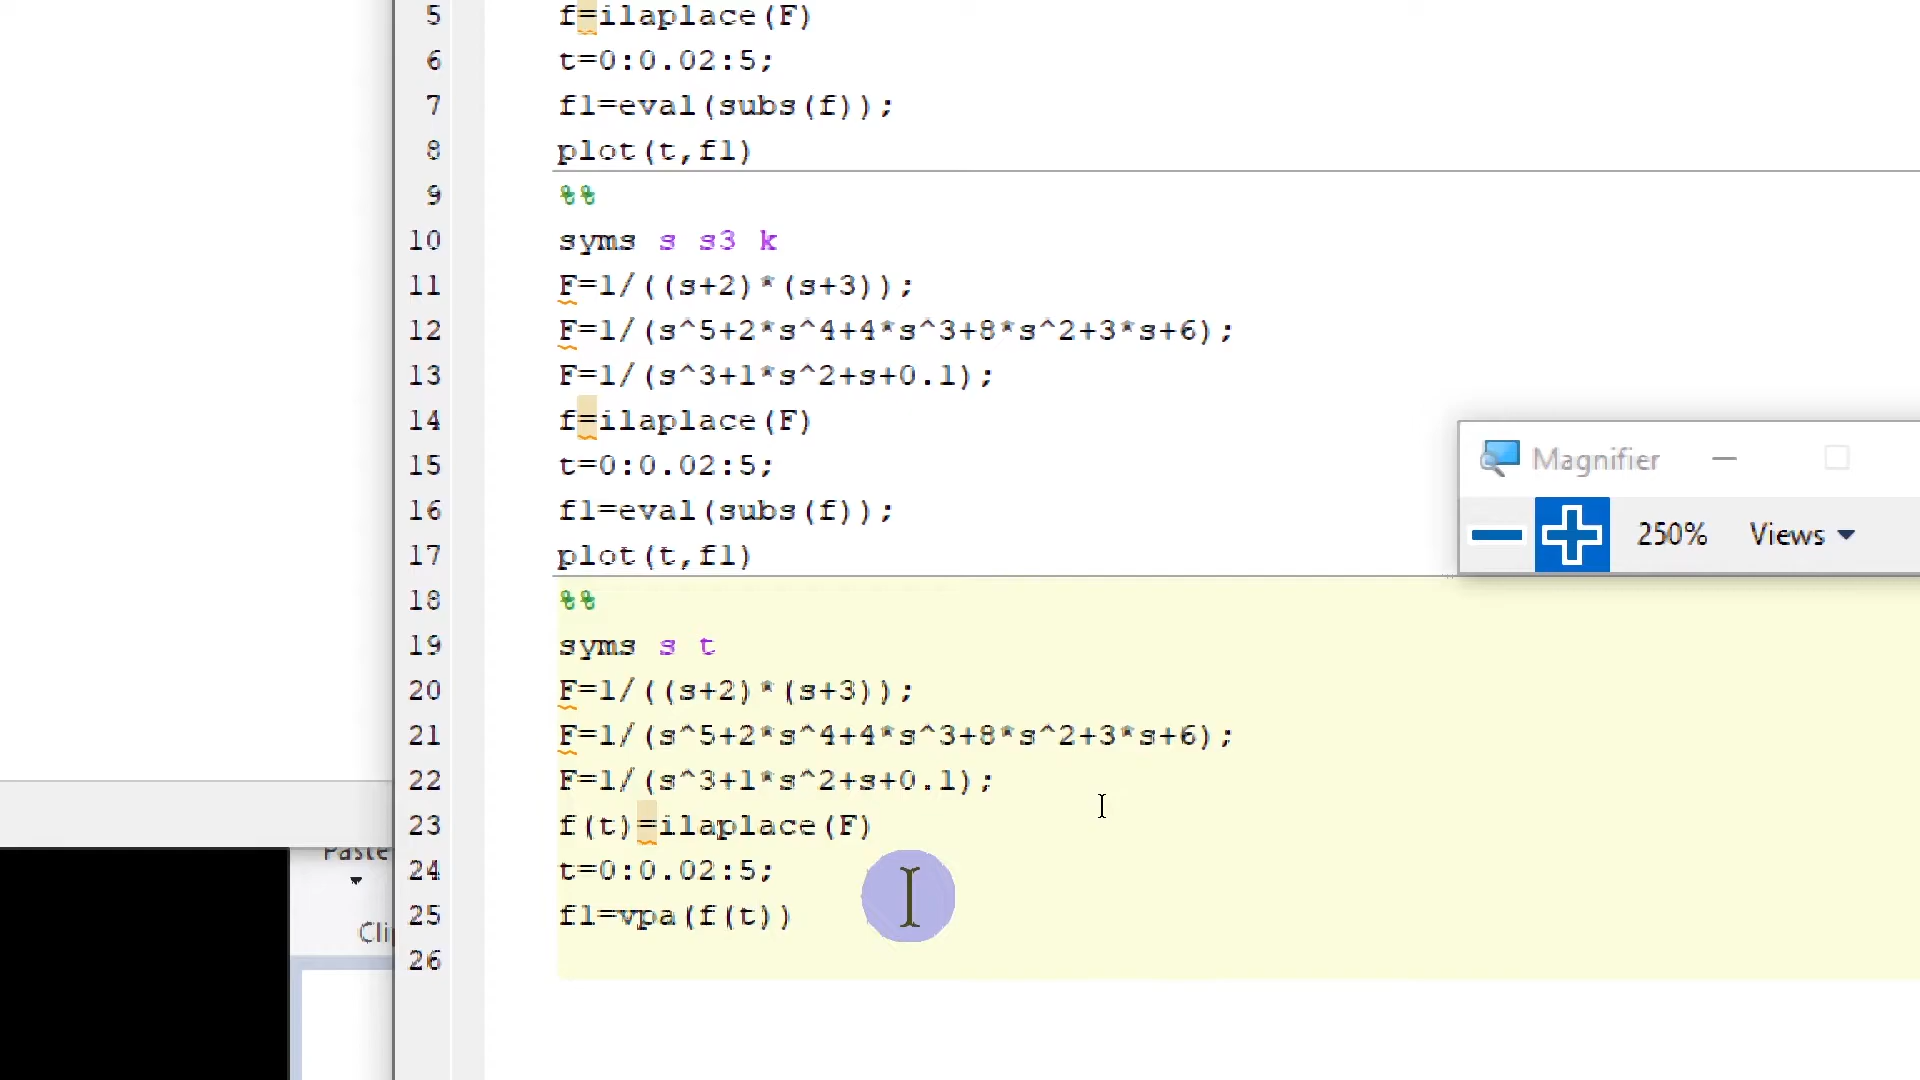 5 f=ilaplace(F)
6 t=0:0.02:5;
7 f1=eval(subs(f));
8 plot(t,f1)
9 %%
10 syms s s3 k
11 F=1/((s+2)*(s+3));
12 F=1/(s^5+2*s^4+4*s^3+8*s^2+3*s+6);
13 F=1/(s^3+1*s^2+s+0.1);
14 f=ilaplace(F)
15 t=0:0.02:5;
16 f1=eval(subs(f));
17 plot(t,f1)
18 %%
19 syms s t
20 F=1/((s+2)*(s+3));
21 F=1/(s^5+2*s^4+4*s^3+8*s^2+3*s+6);
22 F=1/(s^3+1*s^2+s+0.1);
23 f(t)=ilaplace(F)
24 t=0:0.02:5;
25 f1=vpa(f(t))
26
Magnifier
250% Views
Paste
Cli